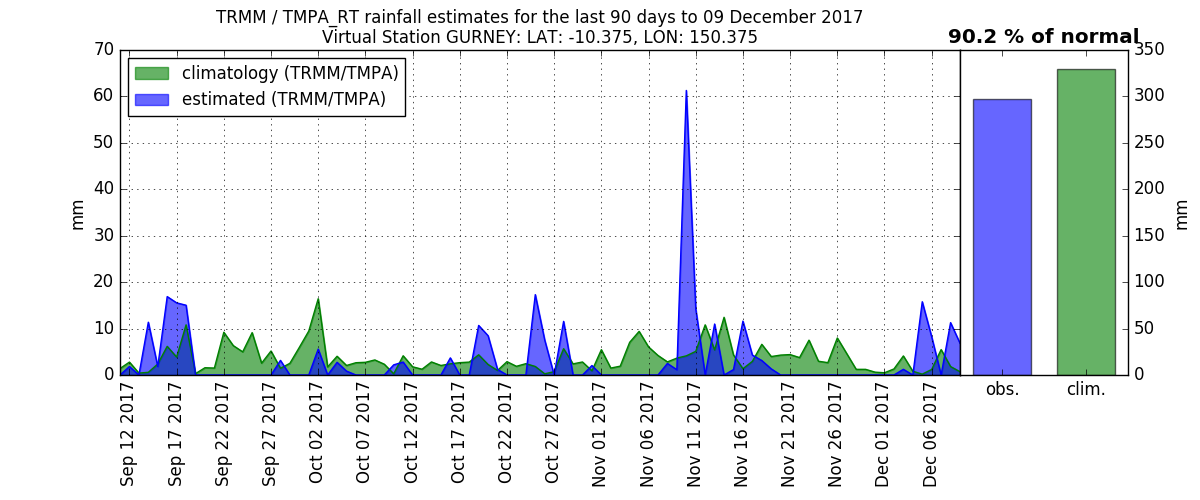 TRMM / TMPA_RT rainfall estimates for the last 90 days to 09 December 2017
Virtual Station GURNEY: LAT: -10.375, LON: 150.375
90.2 % of normal
climatology (TRMM/TMPA)
estimated (TRMM/TMPA)
70
60
50
40
30
20
10
0
mm
350
300
250
200
150
100
50
0
mm
Sep 12 2017
Sep 17 2017
Sep 22 2017
Sep 27 2017
Oct 02 2017
Oct 07 2017
Oct 12 2017
Oct 17 2017
Oct 22 2017
Oct 27 2017
Nov 01 2017
Nov 06 2017
Nov 11 2017
Nov 16 2017
Nov 21 2017
Nov 26 2017
Dec 01 2017
Dec 06 2017
obs.
clim.